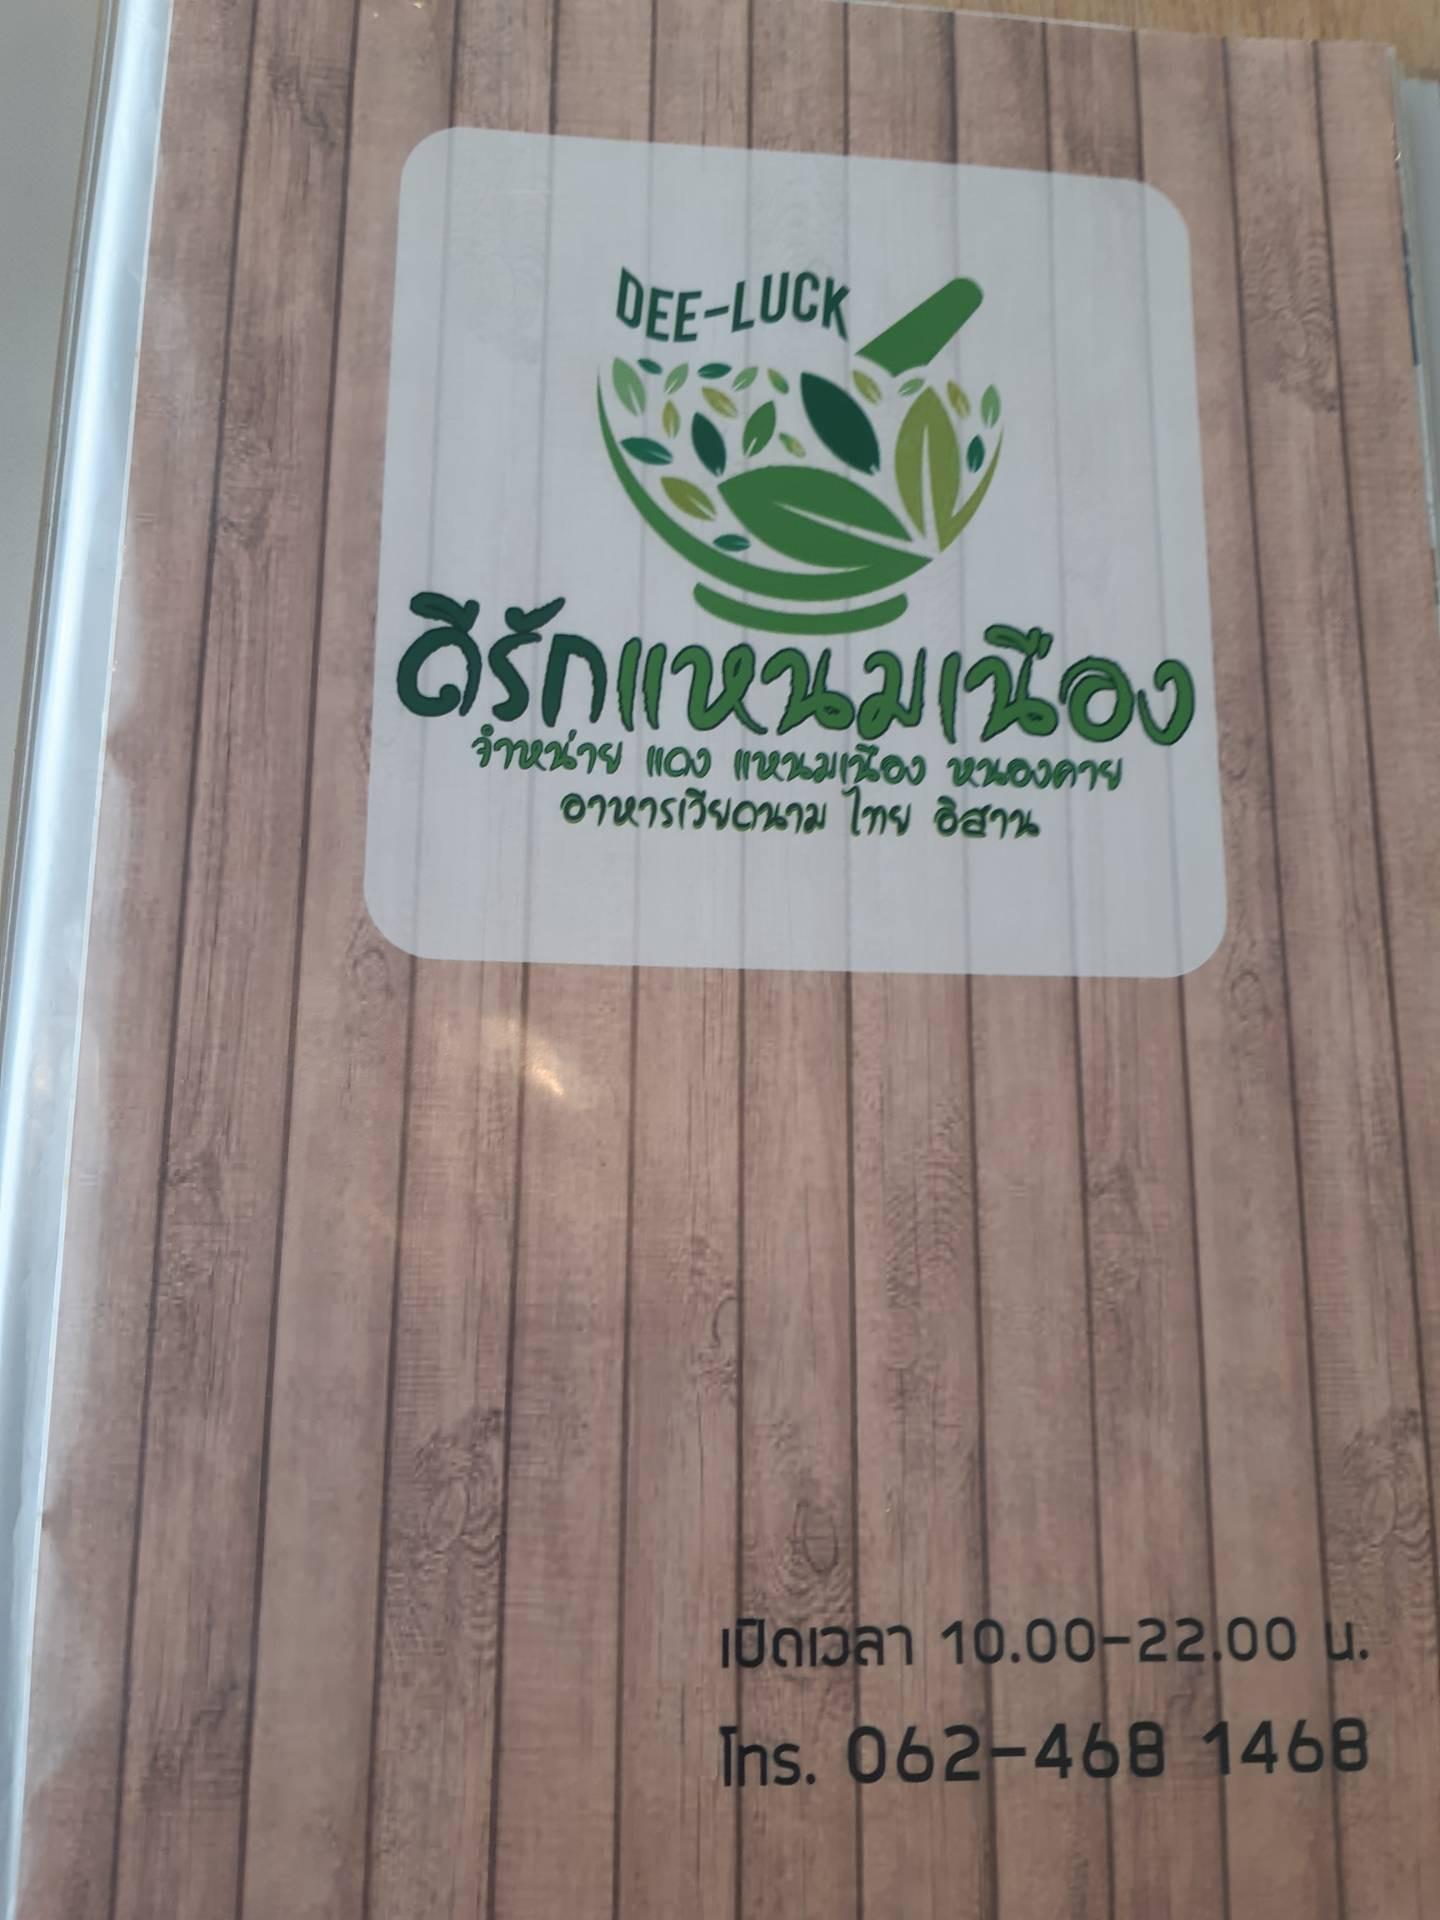 DEE-LUCK
ดีรักแหนมเนือง
จำหน่าย แดง แหนมเนือง หนองคาย
อาหารเวียดนาม ไทย อิสาน
เปิดเวลา 10.00-22.00 น.
โทร. 062-468 1468